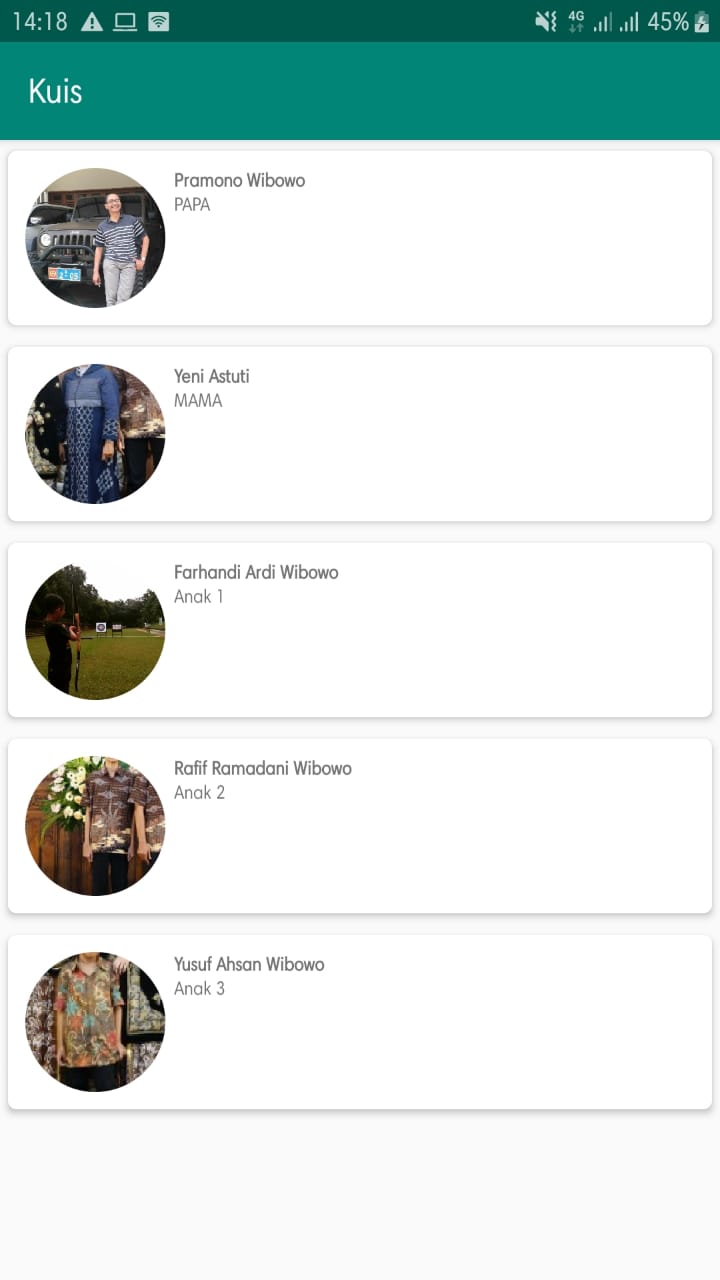 14:18
4G
45%
Kuis
Pramono Wibowo
PAPA
Yeni Astuti
MAMA
Farhandi Ardi Wibowo
Anak 1
Rafif Ramadani Wibowo
Anak 2
Yusuf Ahsan Wibowo
Anak 3